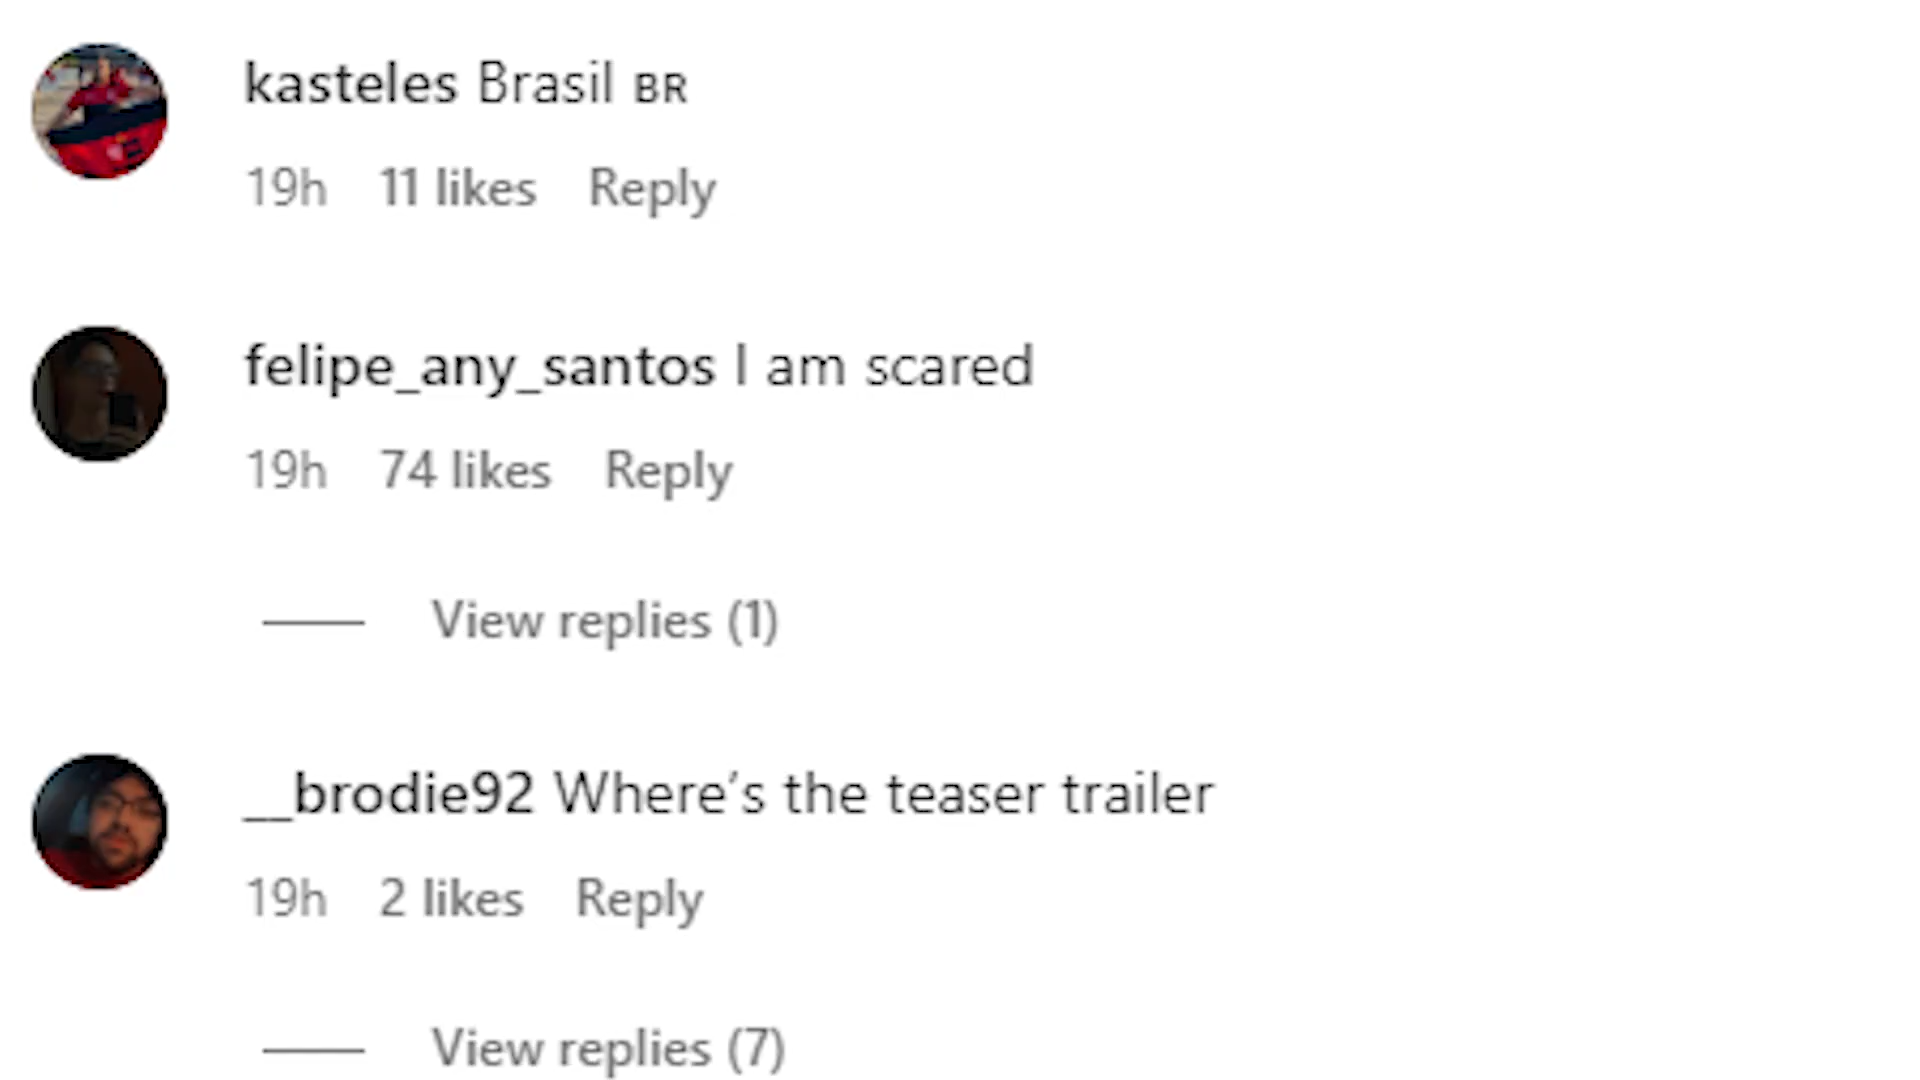 kasteles Brasil BR
19h 11 likes Reply
felipe_any_santos I am scared
19h 74 likes Reply
View replies (1)
__brodie92 Where’s the teaser trailer
19h 2 likes Reply
View replies (7)